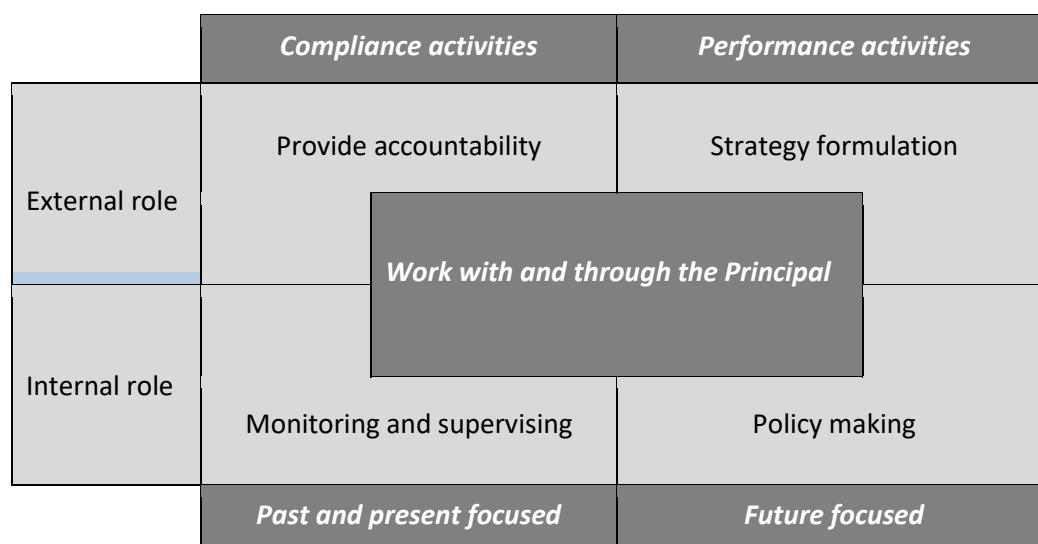 Compliance activities
Performance activities
External role
Provide accountability
Strategy formulation
Work with and through the Principal
Internal role
Monitoring and supervising
Policy making
Past and present focused
Future focused